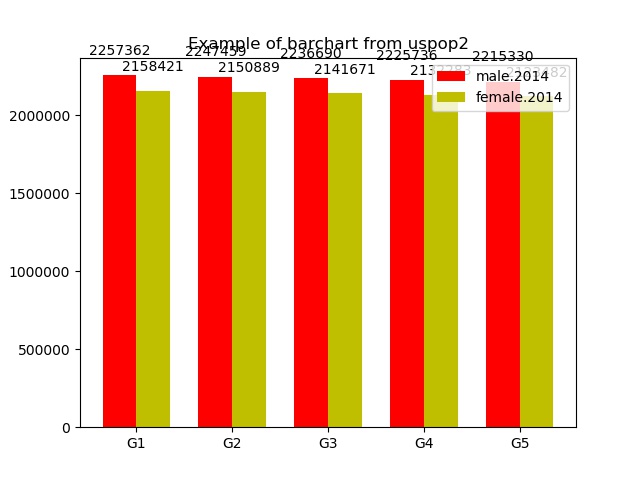 Example of barchart from uspop2
2257362 2247459 2236690 2225736 2215330
2158421 2150889 2141671
male.2014
female.2014
2000000
1500000
1000000
500000
0
G1 G2 G3 G4 G5